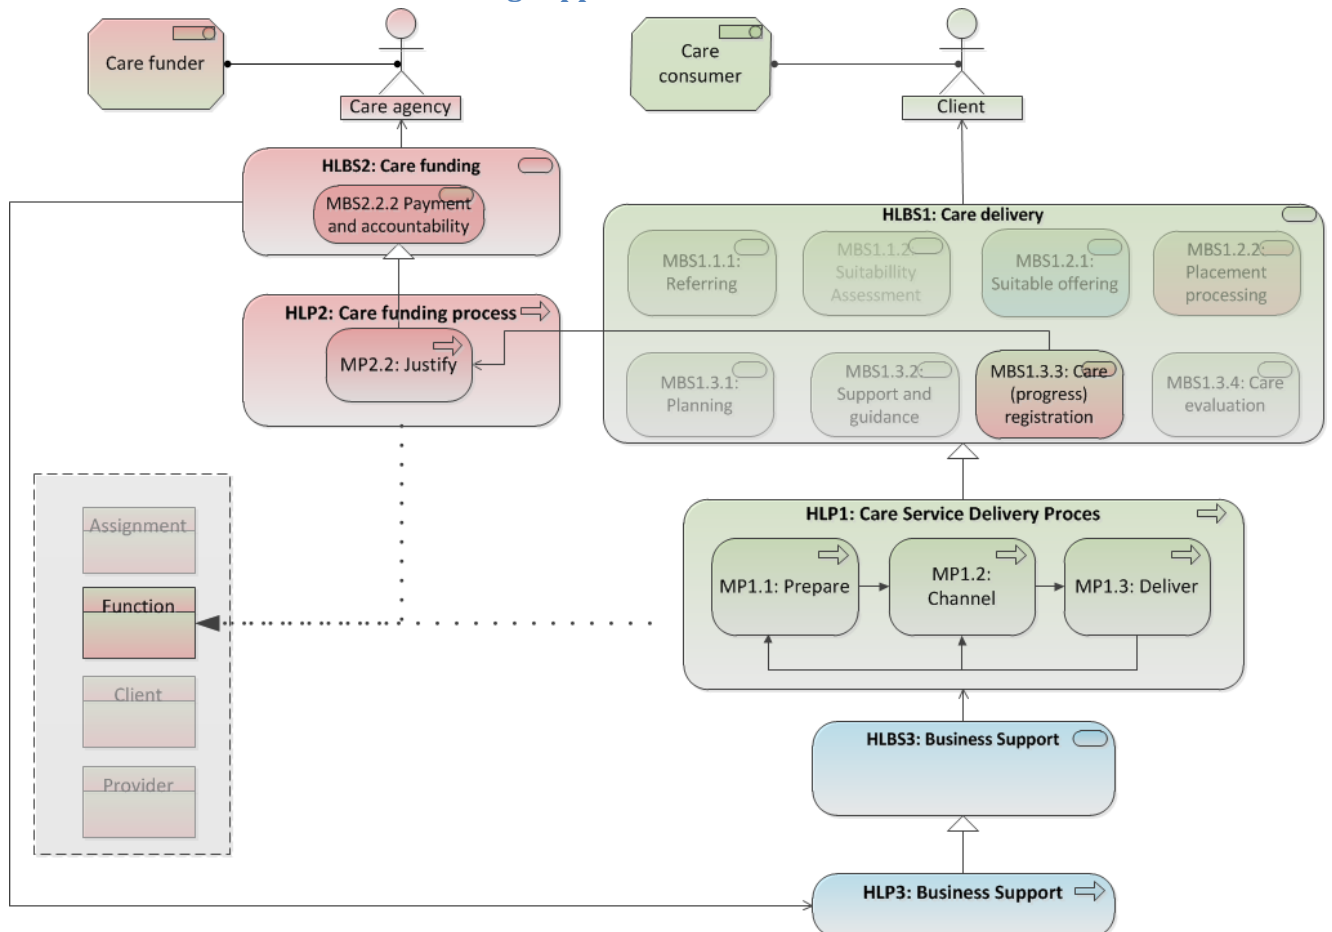 Care funder
Care agency
Care
consumer
Client
HLBS2: Care funding
MBS2.2.2 Payment
and accountability
HLBS1: Care delivery
MBS1.1.1:
Referring
MBS1.1.2:
Suitabillity
Assessment
MBS1.2.1:
Suitable offering
MBS1.2.2:
Placement
processing
HLP2: Care funding process
MP2.2: Justify
MBS1.3.1:
Planning
MBS1.3.2:
Support and
guidance
MBS1.3.3: Care
(progress)
registration
MBS1.3.4: Care
evaluation
Assignment
Function
Client
Provider
HLP1: Care Service Delivery Proces
MP1.1: Prepare
MP1.2:
Channel
MP1.3: Deliver
HLBS3: Business Support
HLP3: Business Support